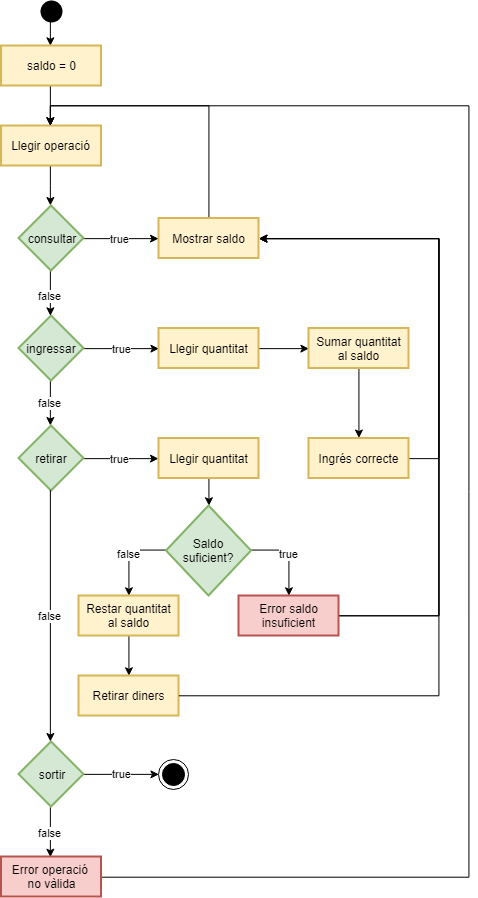 saldo = 0
Llegir operació
consultar
true
Mostrar saldo
false
ingressar
true
Llegir quantitat
Sumar quantitat
al saldo
false
retirar
true
Llegir quantitat
Ingrés correcte
Saldo
suficient?
false
true
Restar quantitat
al saldo
Error saldo
insuficient
false
Retirar diners
sortir
true
false
Error operació
no vàlida